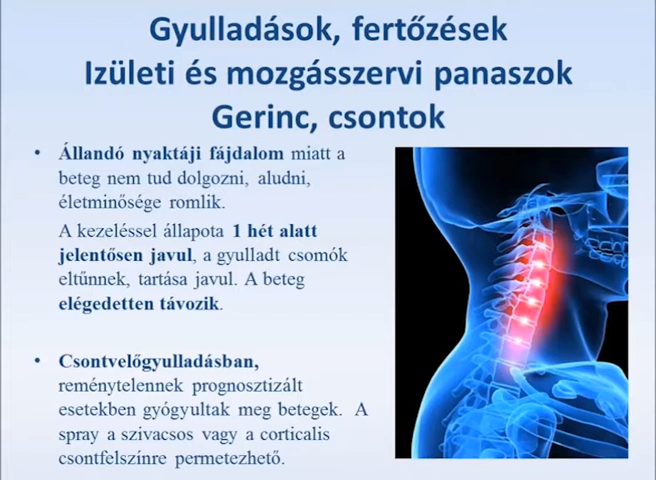 Gyulladások, fertőzések
Izületi és mozgásszervi panaszok
Gerinc, csontok
• Állandó nyaktáji fájdalom miatt a
beteg nem tud dolgozni, aludni,
életminősége romlik.
A kezeléssel állapota 1 hét alatt
jelentősen javul, a gyulladt csomók
eltűnnek, tartása javul. A beteg
elégedetten távozik.
• Csontvelőgyulladásban,
reménytelennek prognosztizált
esetekben gyógyultak meg betegek. A
spray a szivacsos vagy a corticalis
csontfelszínre permetezhető.